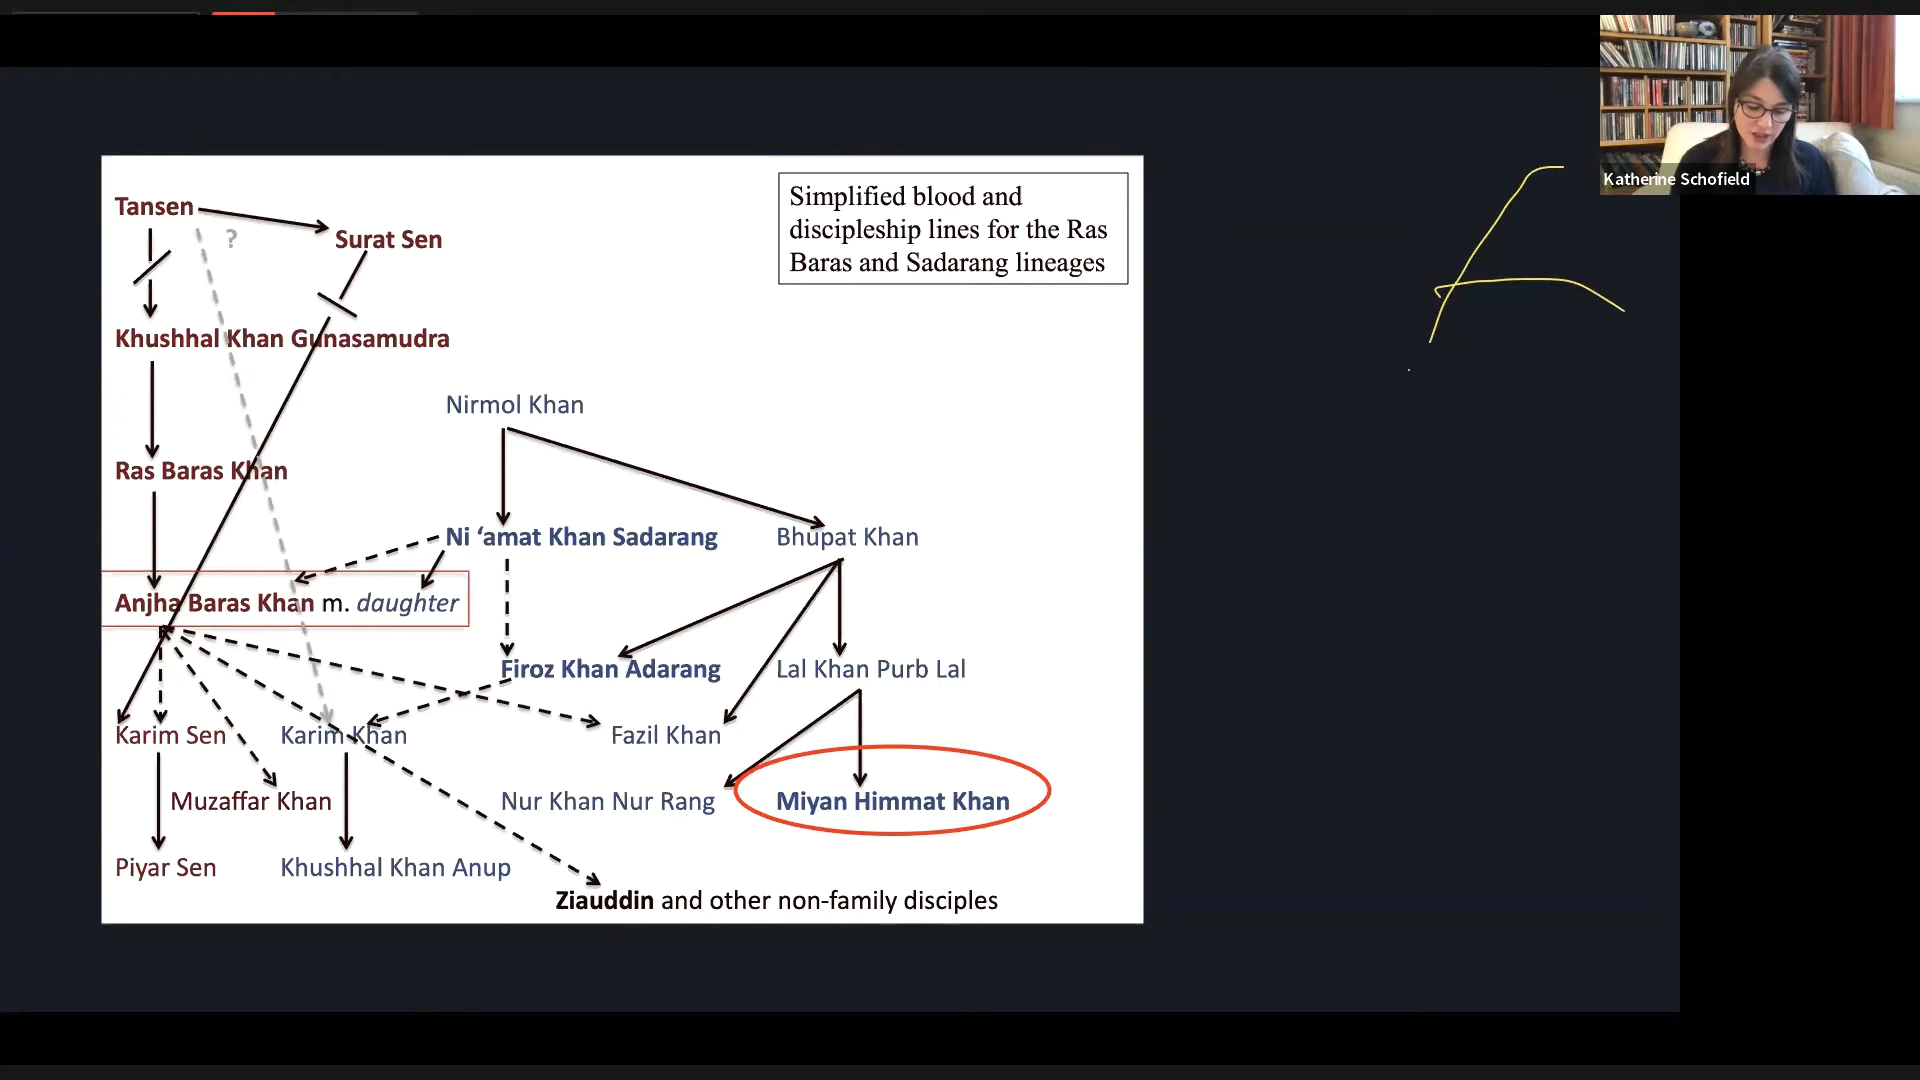 Katherine Schofield
Simplified blood and
discipleship lines for the Ras
Baras and Sadarang lineages
Tansen
?
Surat Sen
Khushhal Khan Gunasamudra
Nirmol Khan
Ras Baras Khan
Ni ‘amat Khan Sadarang
Bhupat Khan
Anjha Baras Khan m. daughter
Firoz Khan Adarang
Lal Khan Purb Lal
Karim Sen
Karim Khan
Fazil Khan
Muzaffar Khan
Nur Khan Nur Rang
Miyan Himmat Khan
Piyar Sen
Khushhal Khan Anup
Ziauddin and other non-family disciples